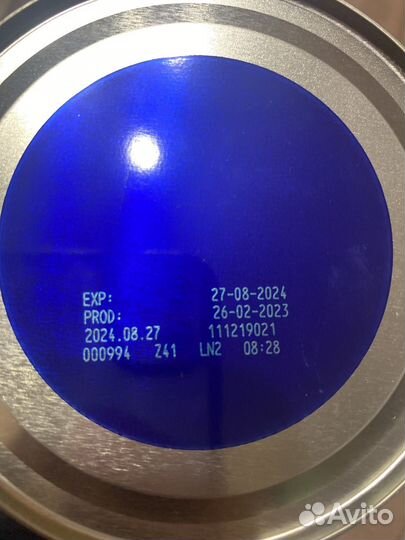 EXP: 27-08-2024
PROD: 26-02-2023
2024.08.27 111219021
000994 Z41 LN2 08:28
Avito